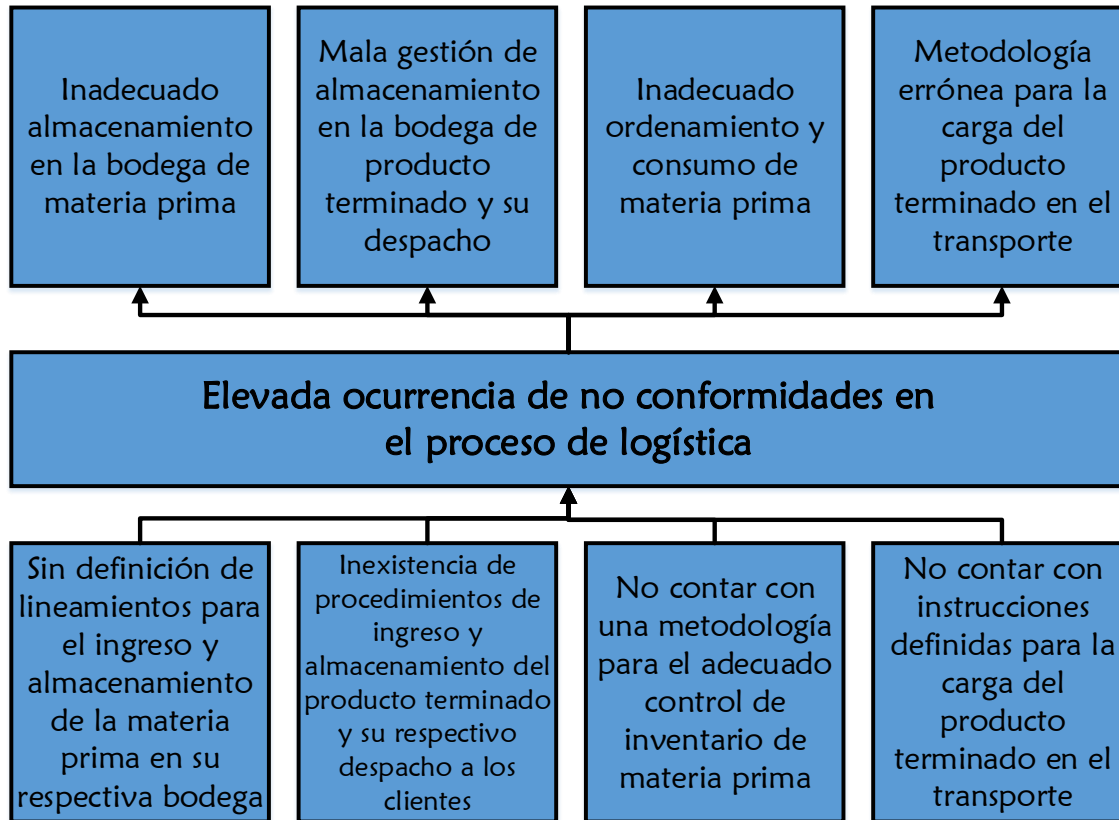 Inadecuado
almacenamiento
en la bodega de
materia prima
Mala gestión de
almacenamiento
en la bodega de
producto
terminado y su
despacho
Inadecuado
ordenamiento y
consumo de
materia prima
Metodología
errónea para la
carga del
producto
terminado en el
transporte
Elevada ocurrencia de no conformidades en
el proceso de logística
Sin definición de
lineamientos para
el ingreso y
almacenamiento
de la materia
prima en su
respectiva bodega
Inexistencia de
procedimientos de
ingreso y
almacenamiento del
producto terminado
y su respectivo
despacho a los
clientes
No contar con
una metodología
para el adecuado
control de
inventario de
materia prima
No contar con
instrucciones
definidas para la
carga del
producto
terminado en el
transporte